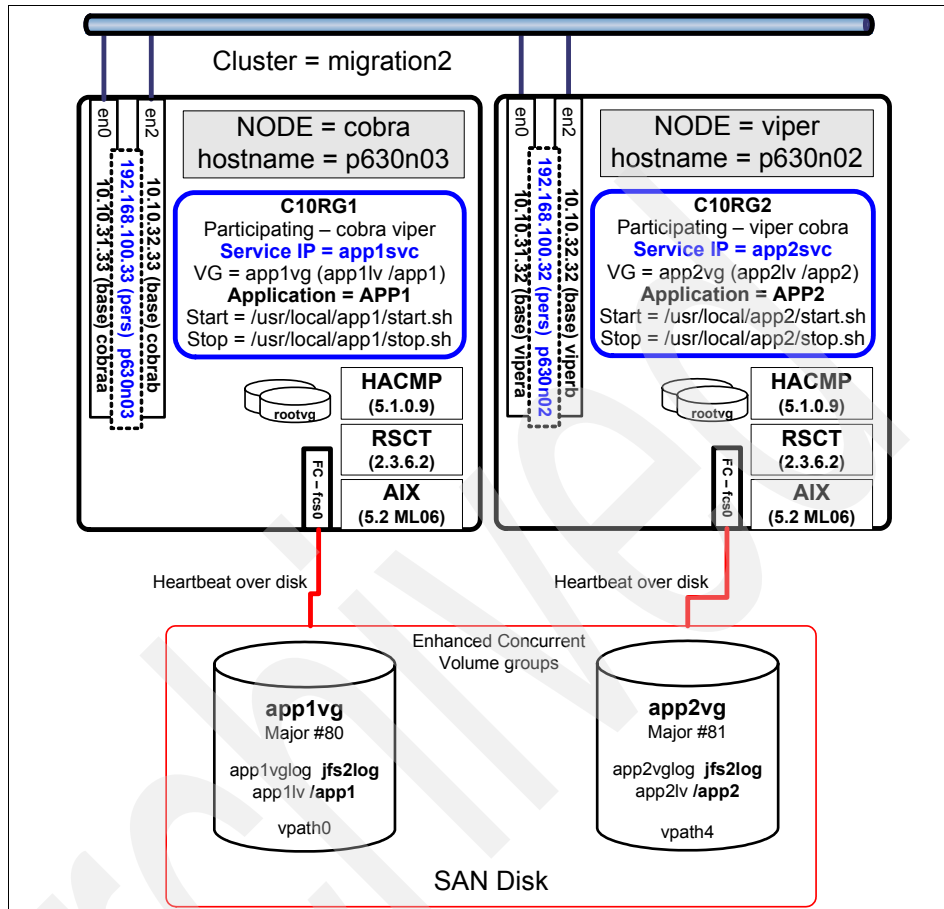 Cluster = migration2
en0
en2
10.10.31.33 (base) cobraa
192.168.100.33 (pers) p630n03
10.10.32.33 (base) cobrab
NODE = cobra
hostname = p630n03
C10RG1
Participating – cobra viper
Service IP = app1svc
VG = app1vg (app1lv /app1)
Application = APP1
Start = /usr/local/app1/start.sh
Stop = /usr/local/app1/stop.sh
rootvg
HACMP
(5.1.0.9)
RSCT
(2.3.6.2)
AIX
(5.2 ML06)
FC – fcs0
en0
en2
10.10.31.32 (base) vipera
192.168.100.32 (pers) p630n02
10.10.32.32 (base) viperb
NODE = viper
hostname = p630n02
C10RG2
Participating – viper cobra
Service IP = app2svc
VG = app2vg (app2lv /app2)
Application = APP2
Start = /usr/local/app2/start.sh
Stop = /usr/local/app2/stop.sh
rootvg
HACMP
(5.1.0.9)
RSCT
(2.3.6.2)
AIX
(5.2 ML06)
FC – fcs0
Heartbeat over disk
Heartbeat over disk
Enhanced Concurrent
Volume groups
app1vg
Major #80
app1vglog jfs2log
app1lv /app1
vpath0
app2vg
Major #81
app2vglog jfs2log
app2lv /app2
vpath4
SAN Disk